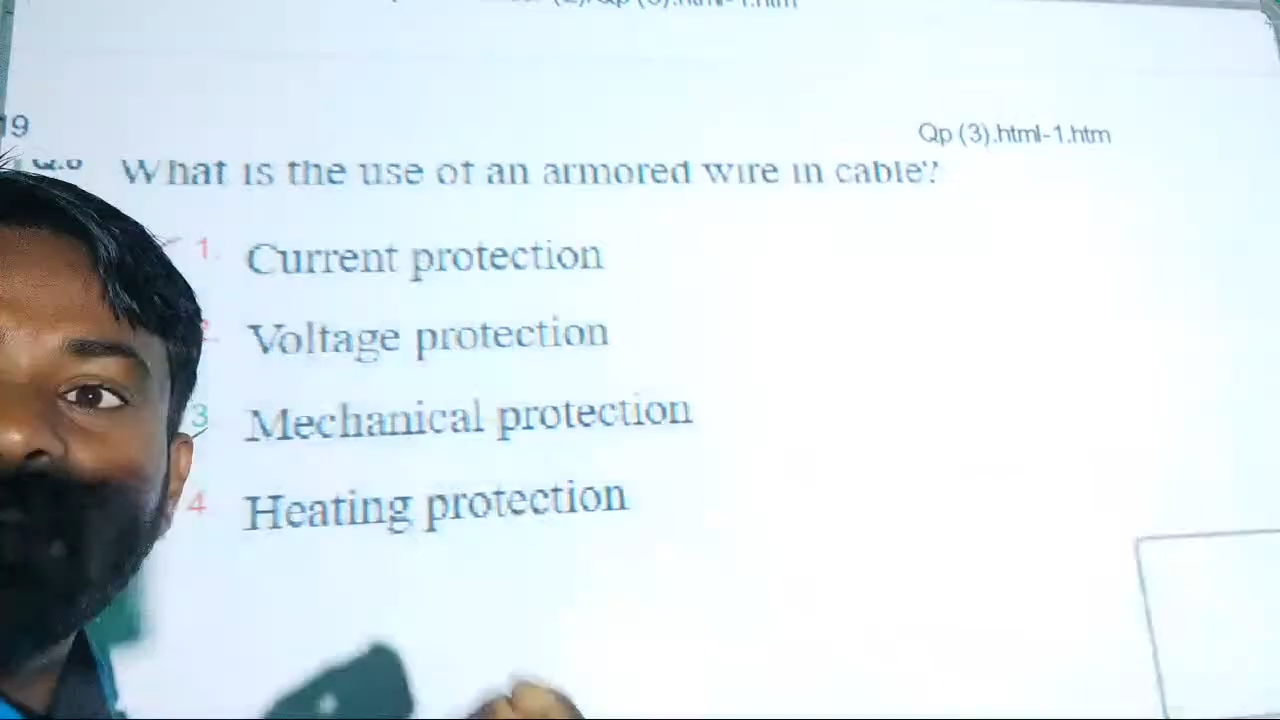 19
Qp (3).html-1.htm
What is the use of an armored wire in cable?
1. Current protection
Voltage protection
3 Mechanical protection
4 Heating protection